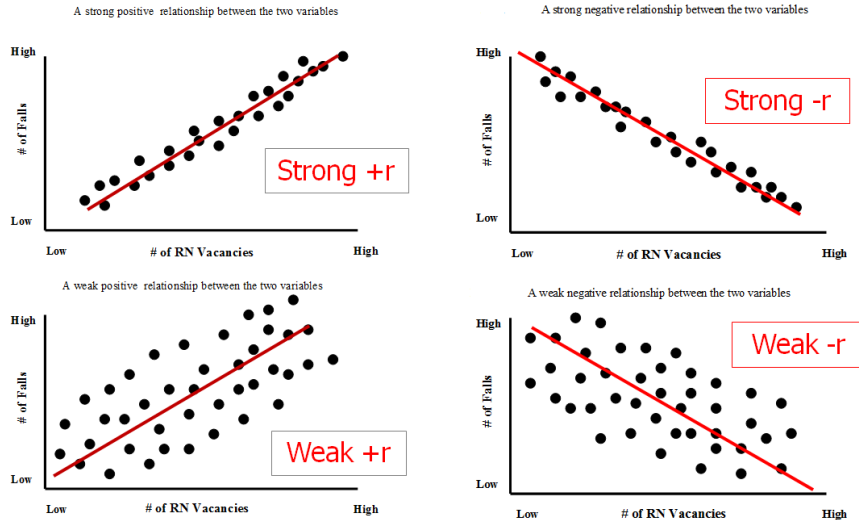 A strong positive relationship between the two variables
High
# of Falls
Strong +r
Low
Low # of RN Vacancies High
A strong negative relationship between the two variables
High
# of Falls
Strong -r
Low
Low # of RN Vacancies High
A weak positive relationship between the two variables
High
# of Falls
Weak +r
Low
Low # of RN Vacancies High
A weak negative relationship between the two variables
High
# of Falls
Weak -r
Low
Low # of RN Vacancies High